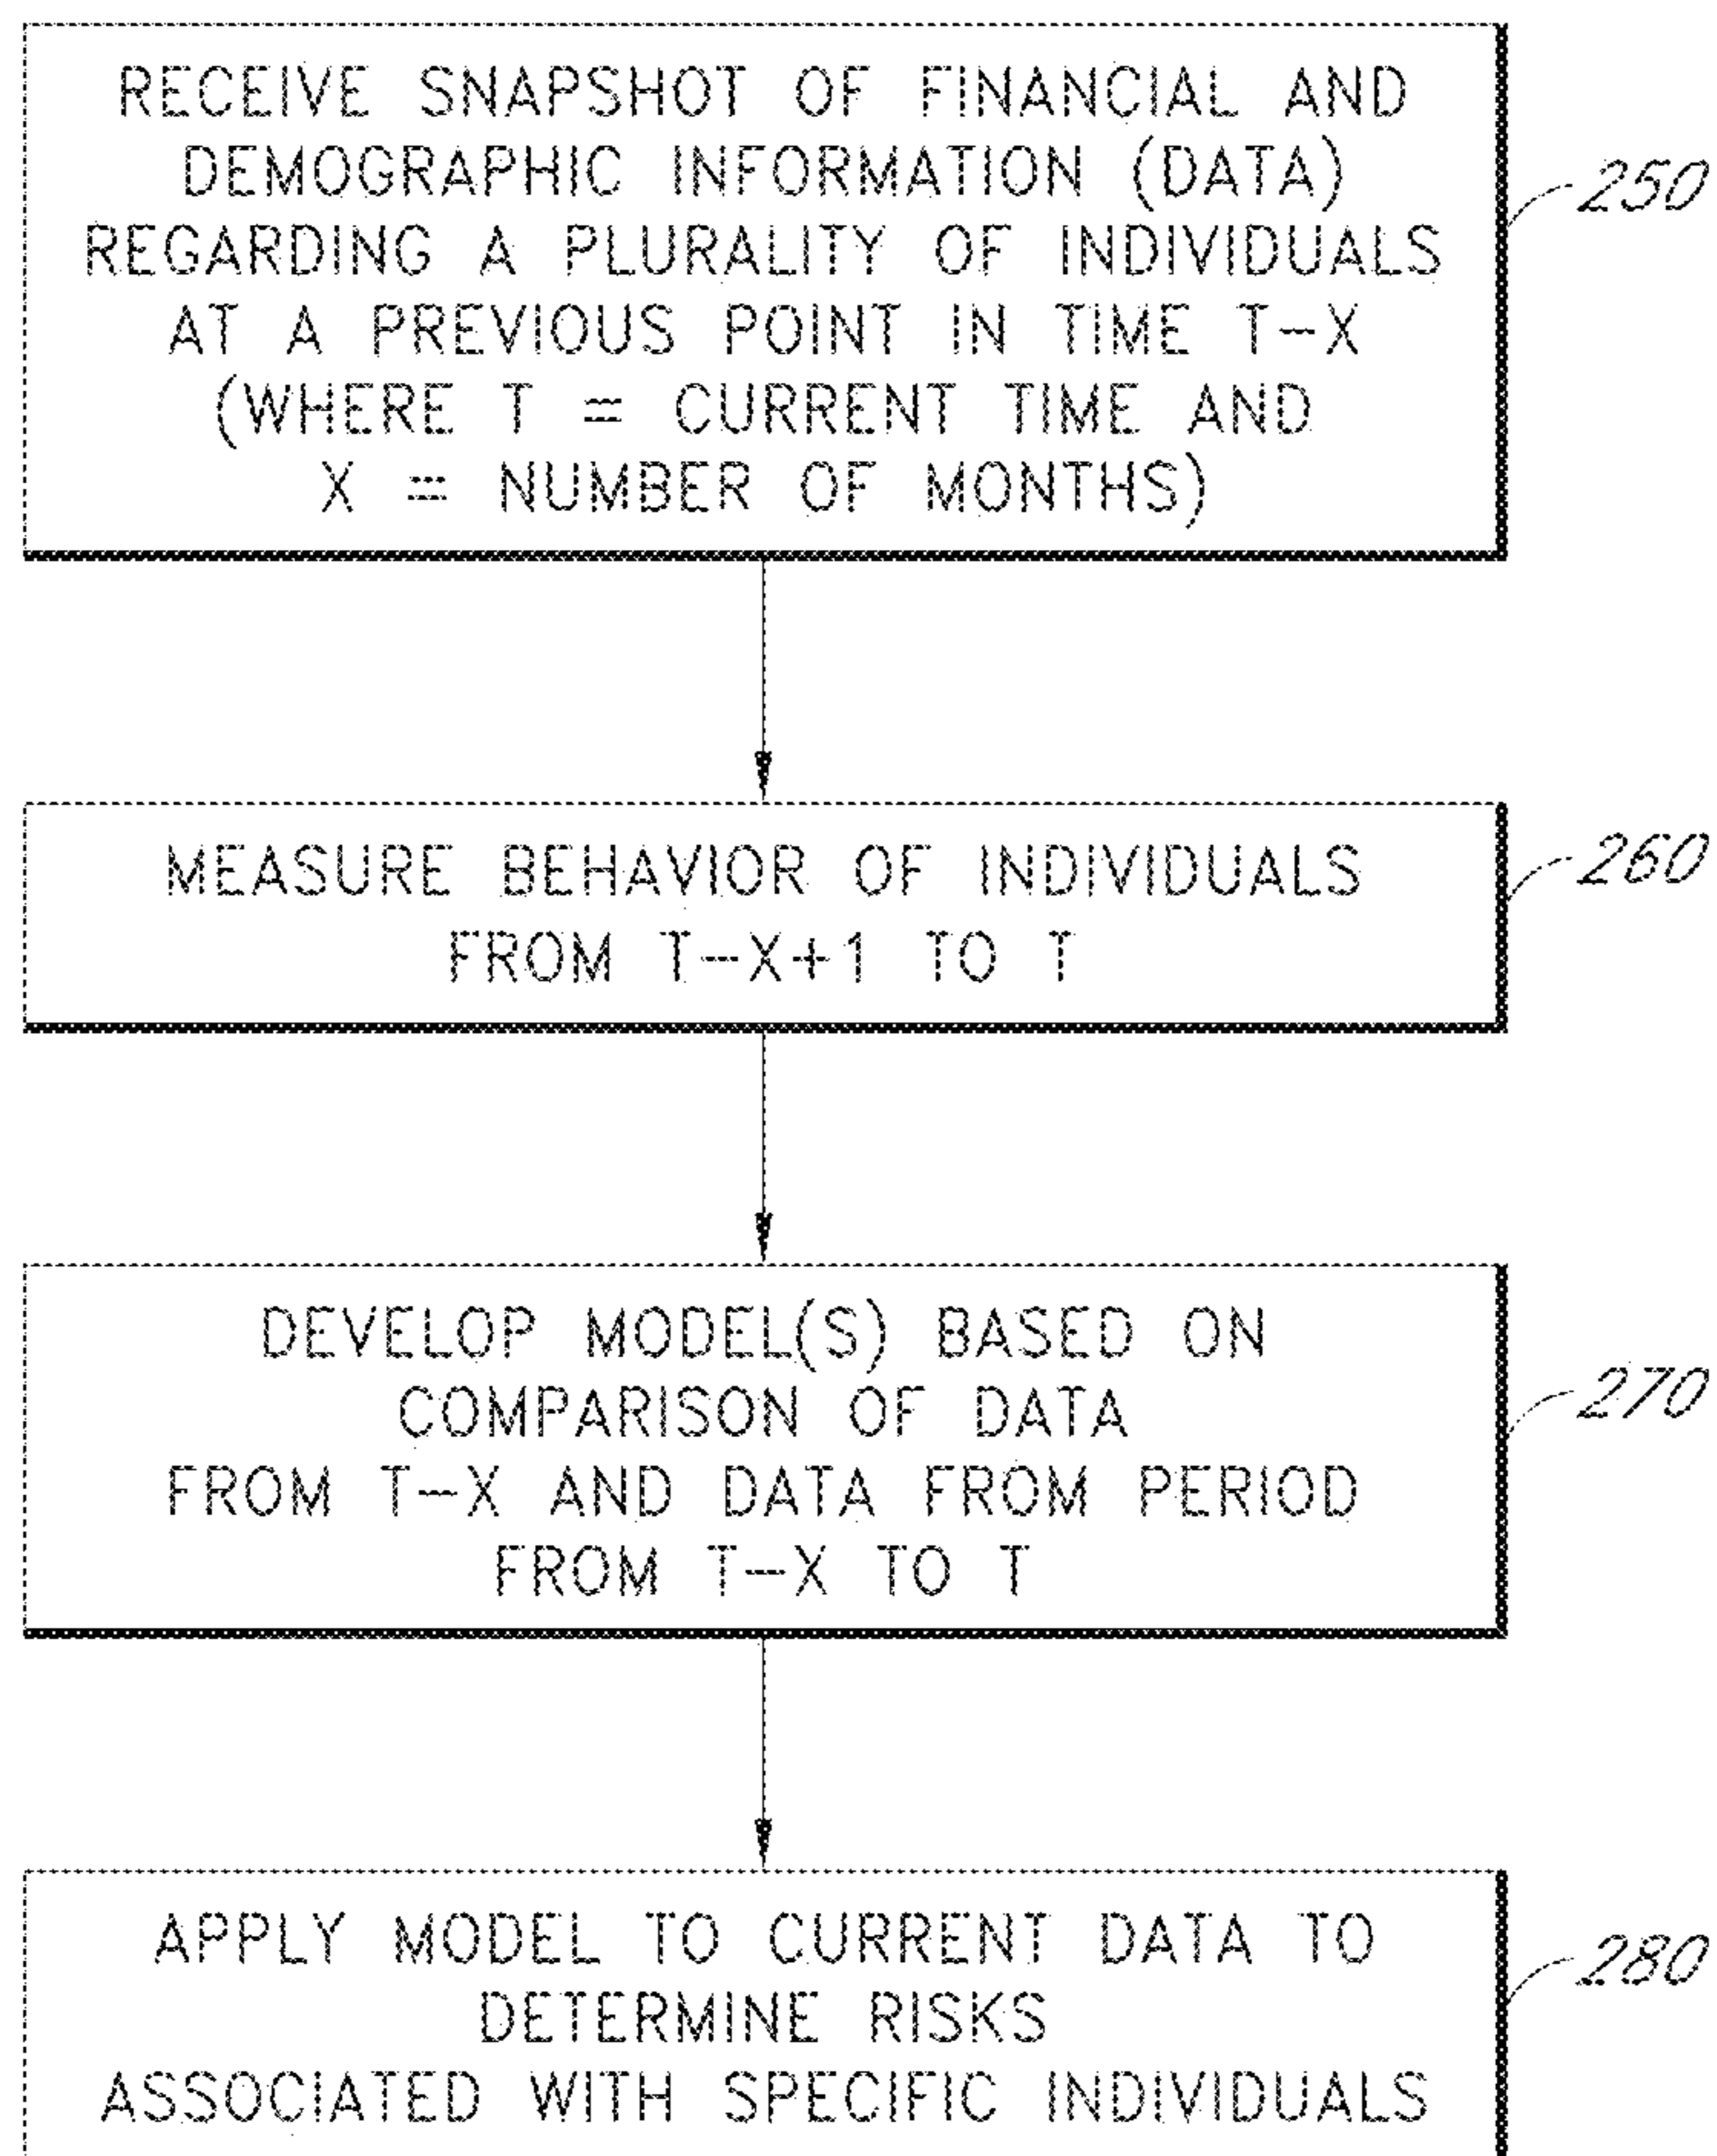 RECEIVE SNAPSHOT OF FINANCIAL AND
DEMOGRAPHIC INFORMATION (DATA)
REGARDING A PLURALITY OF INDIVIDUALS
AT A PREVIOUS POINT IN TIME T-X
(WHERE T = CURRENT TIME AND
X = NUMBER OF MONTHS)
250
MEASURE BEHAVIOR OF INDIVIDUALS
FROM T-X+1 TO T
260
DEVELOP MODEL(S) BASED ON
COMPARISON OF DATA
FROM T-X AND DATA FROM PERIOD
FROM T-X TO T
270
APPLY MODEL TO CURRENT DATA TO
DETERMINE RISKS
ASSOCIATED WITH SPECIFIC INDIVIDUALS
280